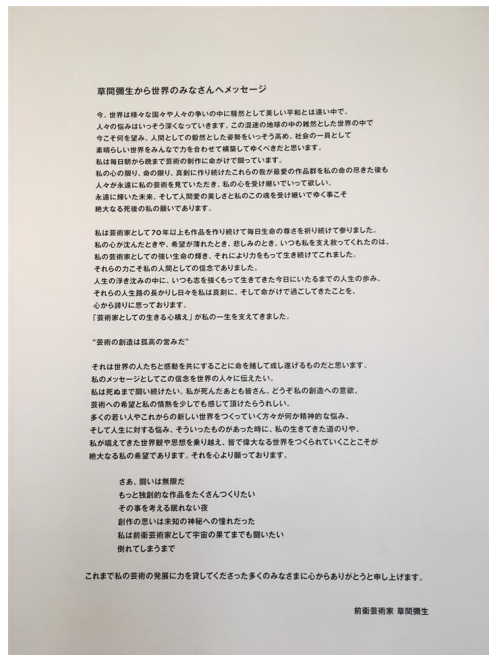 草間彌生から世界のみなさんへメッセージ
今、世界は様々な国々や人々の争いの中に騒然として美しい平和とは遠い中で、
人々の悩みはいっそう深くなっていきます。この混迷の地球の中の雑然とした世界の中で
今こそ何を望み、人間としての毅然とした姿勢をいっそう高め、社会の一員として
素晴らしい世界をみんなで力を合わせて構築してゆくべきだと思います。
私は毎日朝から晩まで芸術の制作に命がけで闘っています。
私の心の限り、命の限り、真剣に作り続けたこれらの我が最愛の作品群を私の命の尽きた後も
人々が永遠に私の芸術を見ていただき、私の心を受け継いでいって欲しい。
永遠に輝いた未来、そして人間愛の美しさと私のこの魂を受け継いでゆく事こそ
絶大なる死後の私の願いであります。
私は芸術家として70年以上も作品を作り続けて毎日生命の尊さを祈り続けて参りました。
私の心が沈んだときや、希望が薄れたとき、悲しみのとき、いつも私を支え救ってくれたのは、
私の芸術家としての強い生命の輝き、それにより力をもって生き続けてこれました。
それらの力こそ私の人間としての信念でありました。
人生の浮き沈みの中に、いつも志を強くもって生きてきた今日にいたるまでの人生の歩み、
それらの人生路の長かりし日々を私は真剣に、そして命がけで過ごしてきたことを。
心から誇りに思っております。
「芸術家としての生きる心構え」が私の一生を支えてきました。
“芸術の創造は孤高の営みだ”
それは世界の人たちと感動を共にすることに命を賭して成し遂げるものだと思います。
私のメッセージとしてこの信念を世界の人々に伝えたい。
私は死ぬまで闘い続けたい。私が死んだあとも皆さん、どうぞ私の創造への意欲、
芸術への希望と私の情熱を少しでも感じて頂けたらうれしい。
多くの若い人やこれからの新しい世界をつくっていく方々が何か精神的な悩み、
そして人生に対する悩み、そういったものがあった時に、私の生きてきた道のりや、
私が唱えてきた世界観や思想を乗り越え、皆で偉大なる世界をつくられていくことこそが
絶大なる私の希望であります。それを心より願っております。
さあ、闘いは無限だ
もっと独創的な作品をたくさんつくりたい
その事を考える眠れない夜
創作の思いは未知の神秘への憧れだった
私は前衛芸術家として宇宙の果てまでも闘いたい
倒れてしまうまで
これまで私の芸術の発展に力を貸してくださった多くのみなさまに心からありがとうと申し上げます。
前衛芸術家 草間彌生